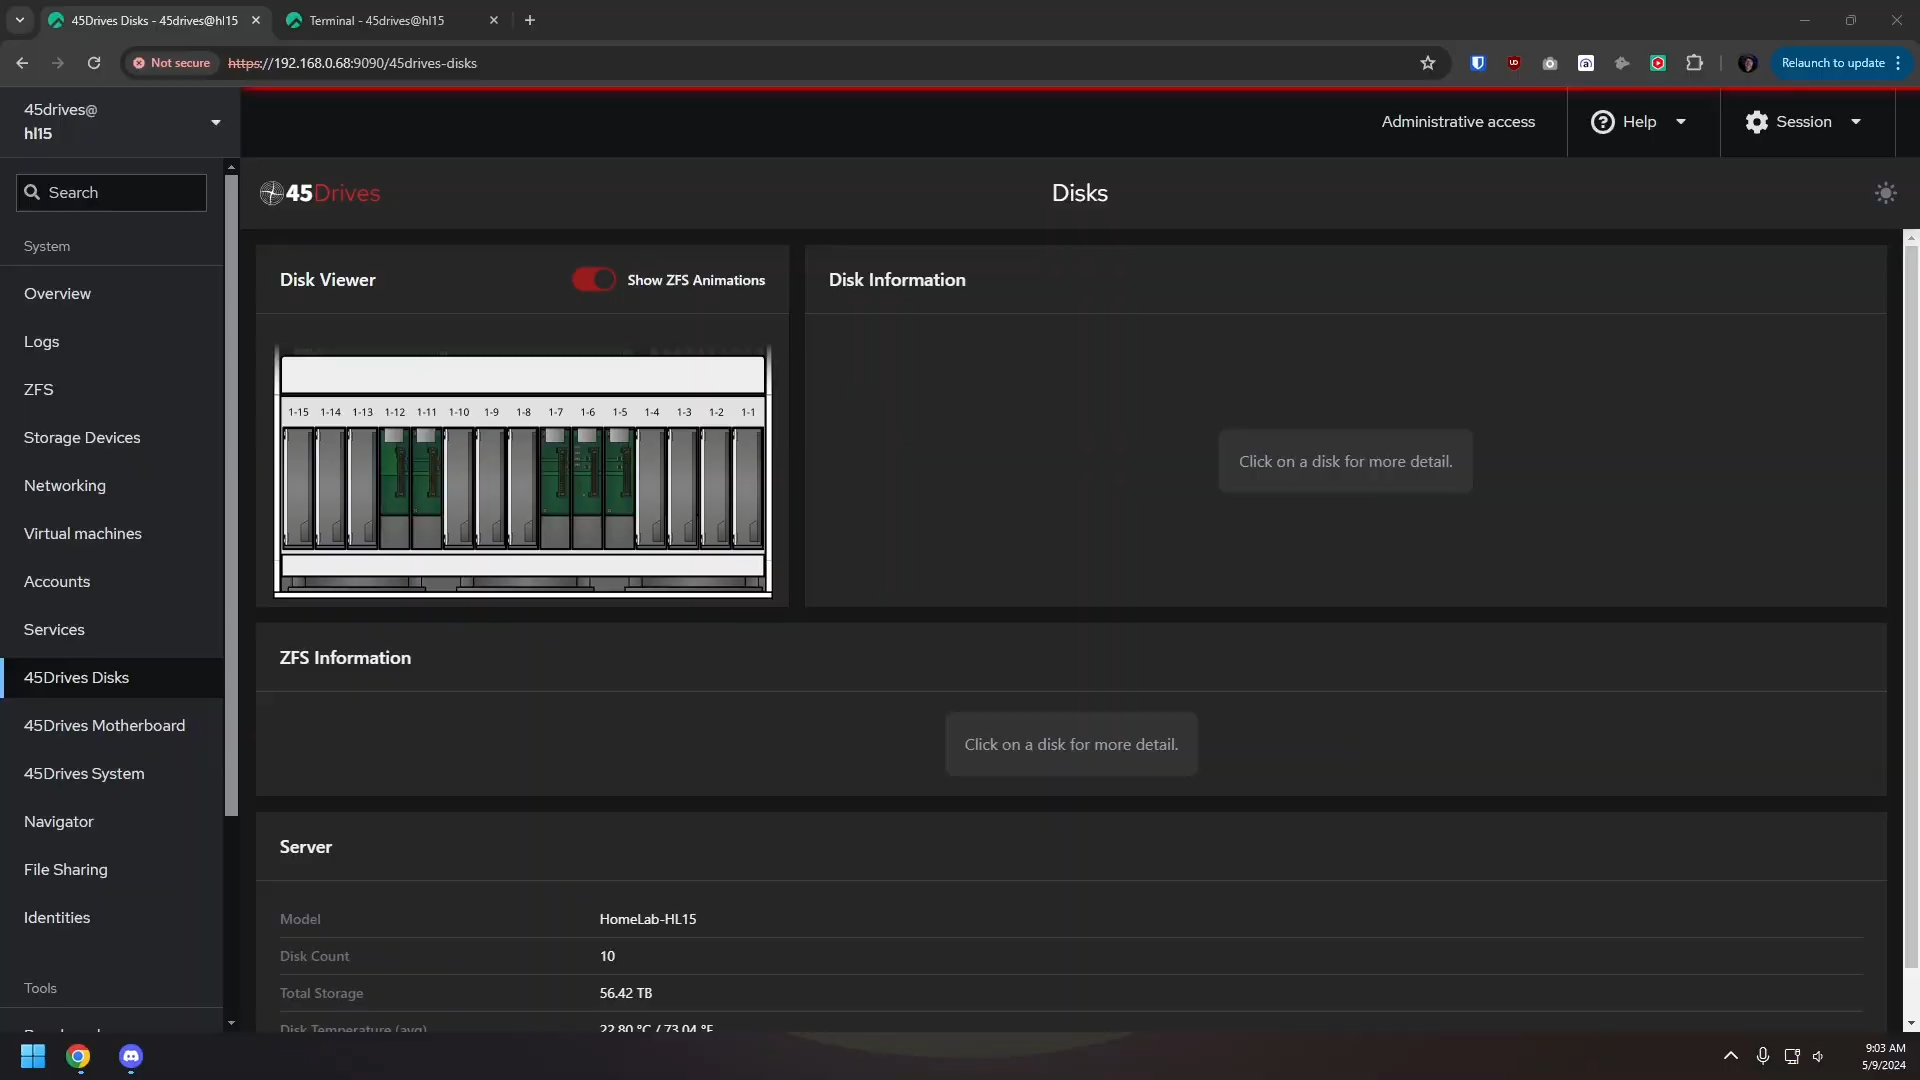 45Drives Disks - 45drives@hl15
Terminal - 45drives@hl15
Not secure
https://192.168.0.68:9090/45drives-disks
Relaunch to update
45drives@
hl15
Administrative access
Help
Session
Search
45Drives
Disks
System
Overview
Logs
ZFS
Storage Devices
Networking
Virtual machines
Accounts
Services
45Drives Disks
45Drives Motherboard
45Drives System
Navigator
File Sharing
Identities
Tools
Disk Viewer
Show ZFS Animations
1-15 1-14 1-13 1-12 1-11 1-10 1-9 1-8 1-7 1-6 1-5 1-4 1-3 1-2 1-1
Disk Information
Click on a disk for more detail.
ZFS Information
Click on a disk for more detail.
Server
Model HomeLab-HL15
Disk Count 10
Total Storage 56.42 TB
Disk Temperature (avg) 22.80 °C / 73.04 °F
9:03 AM
5/9/2024